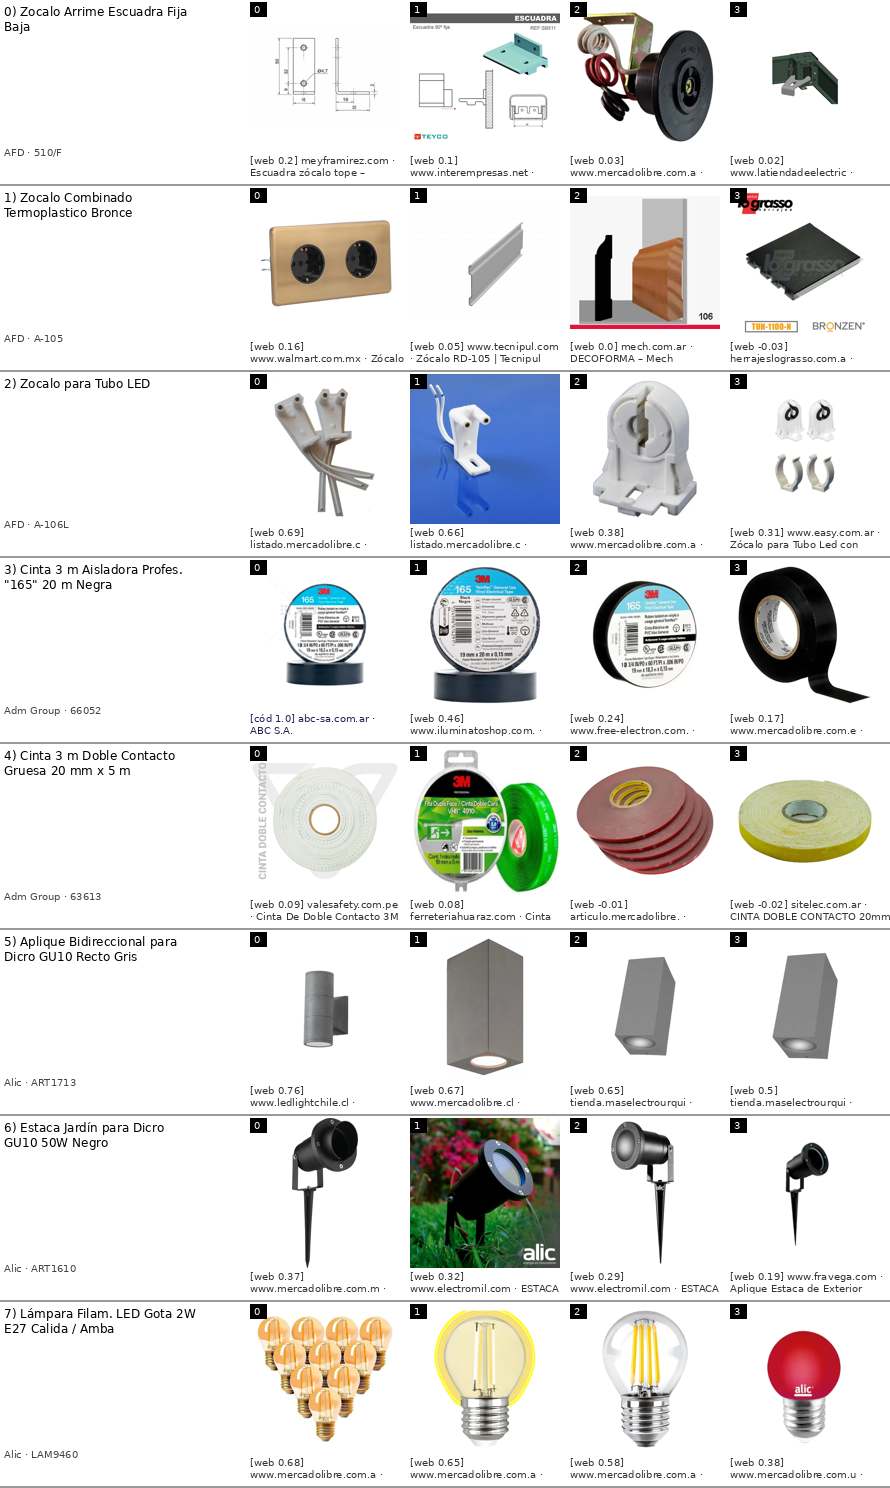 0) Zocalo Arrime Escuadra Fija
Baja
AFD · 510/F
0
[web 0.2] meyframirez.com ·
Escuadra zócalo tope –
1
ESCUADRA
Escuadra 90º fija
TEYCO
[web 0.1]
www.interempresas.net ·
2
[web 0.03]
www.mercadolibre.com.a ·
3
[web 0.02]
www.latiendadeelectric ·
1) Zocalo Combinado
Termoplastico Bronce
AFD · A-105
0
[web 0.16]
www.walmart.com.mx · Zócalo
1
[web 0.05] www.tecnipul.com
· Zócalo RD-105 | Tecnipul
2
106
[web 0.0] mech.com.ar ·
DECOFORMA – Mech
3
lograsso
herrajes
TUN-1100-N
BRONZEN
[web -0.03]
herrajeslograsso.com.a ·
2) Zocalo para Tubo LED
AFD · A-106L
0
[web 0.69]
listado.mercadolibre.c ·
1
[web 0.66]
listado.mercadolibre.c ·
2
[web 0.38]
www.mercadolibre.com.a ·
3
[web 0.31] www.easy.com.ar ·
Zócalo para Tubo Led con
3) Cinta 3 m Aisladora Profes.
"165" 20 m Negra
Adm Group · 66052
0
3M
165
[cód 1.0] abc-sa.com.ar ·
ABC S.A.
1
3M
165
19 mm x 20 m x 0,15 mm
[web 0.46]
www.iluminatoshop.com. ·
2
3M
165
[web 0.24]
www.free-electron.com. ·
3
[web 0.17]
www.mercadolibre.com.e ·
4) Cinta 3 m Doble Contacto
Gruesa 20 mm x 5 m
Adm Group · 63613
0
CINTA DOBLE CONTACTO
[web 0.09] valesafety.com.pe
· Cinta De Doble Contacto 3M
1
3M
[web 0.08]
ferreteriahuaraz.com · Cinta
2
[web -0.01]
articulo.mercadolibre. ·
3
[web -0.02] sitelec.com.ar ·
CINTA DOBLE CONTACTO 20mm
5) Aplique Bidireccional para
Dicro GU10 Recto Gris
Alic · ART1713
0
[web 0.76]
www.ledlightchile.cl ·
1
[web 0.67]
www.mercadolibre.cl ·
2
[web 0.65]
tienda.maselectrourqui ·
3
[web 0.5]
tienda.maselectrourqui ·
6) Estaca Jardín para Dicro
GU10 50W Negro
Alic · ART1610
0
[web 0.37]
www.mercadolibre.com.m ·
1
alic
[web 0.32]
www.electromil.com · ESTACA
2
[web 0.29]
www.electromil.com · ESTACA
3
[web 0.19] www.fravega.com ·
Aplique Estaca de Exterior
7) Lámpara Filam. LED Gota 2W
E27 Calida / Amba
Alic · LAM9460
0
[web 0.68]
www.mercadolibre.com.a ·
1
[web 0.65]
www.mercadolibre.com.a ·
2
[web 0.58]
www.mercadolibre.com.a ·
3
alic
[web 0.38]
www.mercadolibre.com.u ·